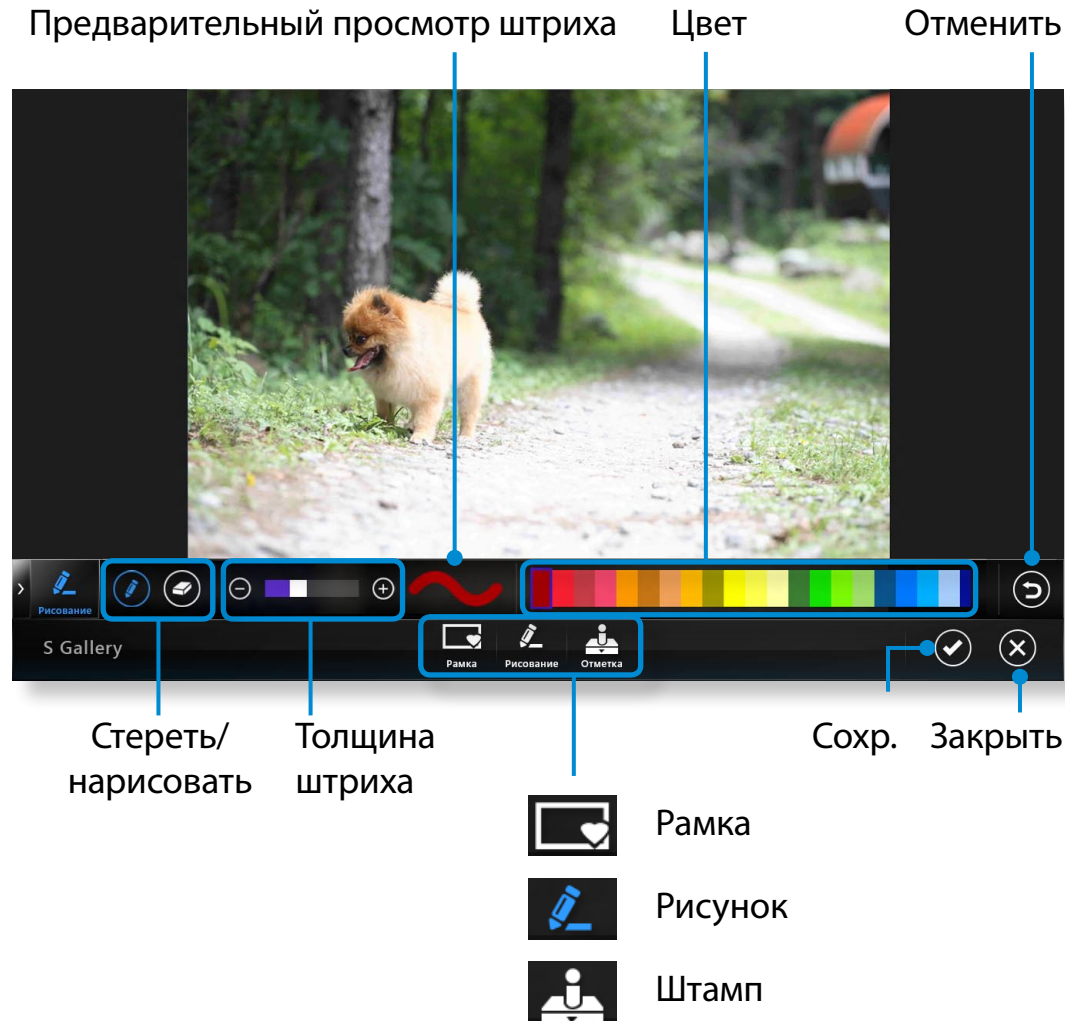 Предварительный просмотр штриха Цвет Отменить
Рисование
S Gallery
Рамка Рисование Отметка
Стереть/
нарисовать
Толщина
штриха
Сохр. Закрыть
Рамка
Рисунок
Штамп